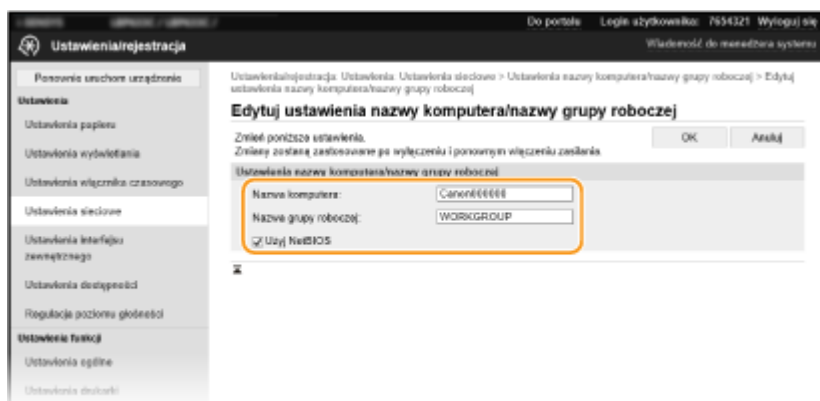 Do portalu Login użytkownika: 7654321 Wyloguj się
Ustawienia/rejestracja
Wiadomość do menedżera systemu
Ponownie uruchom urządzenie
Ustawienia/rejestracja: Ustawienia: Ustawienia sieciowe > Ustawienia nazwy komputera/nazwy grupy roboczej > Edytuj
ustawienia nazwy komputera/nazwy grupy roboczej
Edytuj ustawienia nazwy komputera/nazwy grupy roboczej
Zmień poniższe ustawienia.
Zmiany zostaną zastosowane po wyłączeniu i ponownym włączeniu zasilania.
OK
Anuluj
Ustawienia nazwy komputera/nazwy grupy roboczej
Nazwa komputera:
Canon000000
Nazwa grupy roboczej:
WORKGROUP
Użyj NetBIOS
Ustawienia
Ustawienia papieru
Ustawienia wyświetlania
Ustawienia włącznika czasowego
Ustawienia sieciowe
Ustawienia interfejsu
zewnętrznego
Ustawienia dostępności
Regulacja poziomu głośności
Ustawienia funkcji
Ustawienia ogólne
Ustawienia drukarki